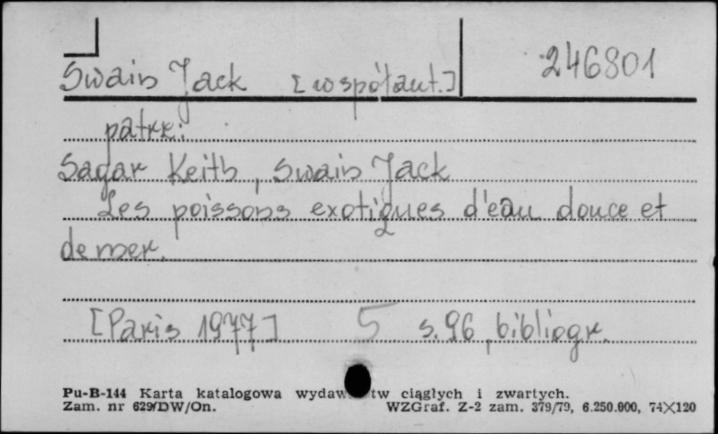 Swain Jack [współaut.] 246801
patrz:
Sagar Keith, Swain Jack
Les poissons exotiques d'eau douce et
de mer.
[Paris 1977] 5 s. 96, bibliogr.
Pu-B-144 Karta katalogowa wydaw tw ciągłych i zwartych.
Zam. nr 629/DW/On. WZGraf. Z-2 zam. 379/79, 6.250.000, 74×120